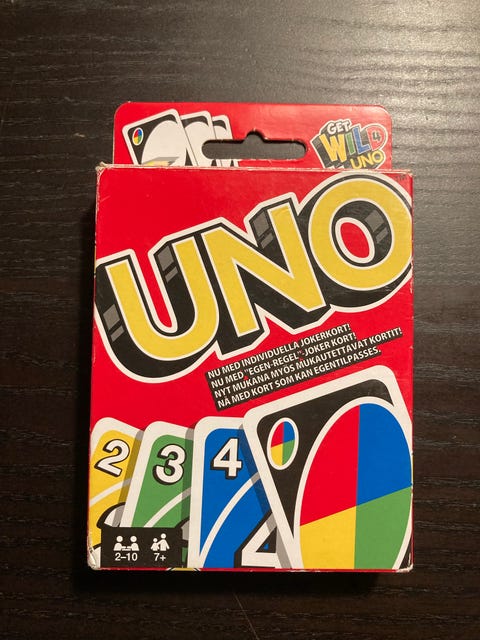 GET
WILD 4
UNO
UNO
NU MED INDIVIDUELLA JOKERKORT!
NU MED "EGEN-REGEL"-JOKER KORT!
NYT MUKANA MYÖS MUKAUTETTAVAT KORTIT!
NÅ MED KORT SOM KAN EGENTILPASSES.
2
3
4
2-10
7+